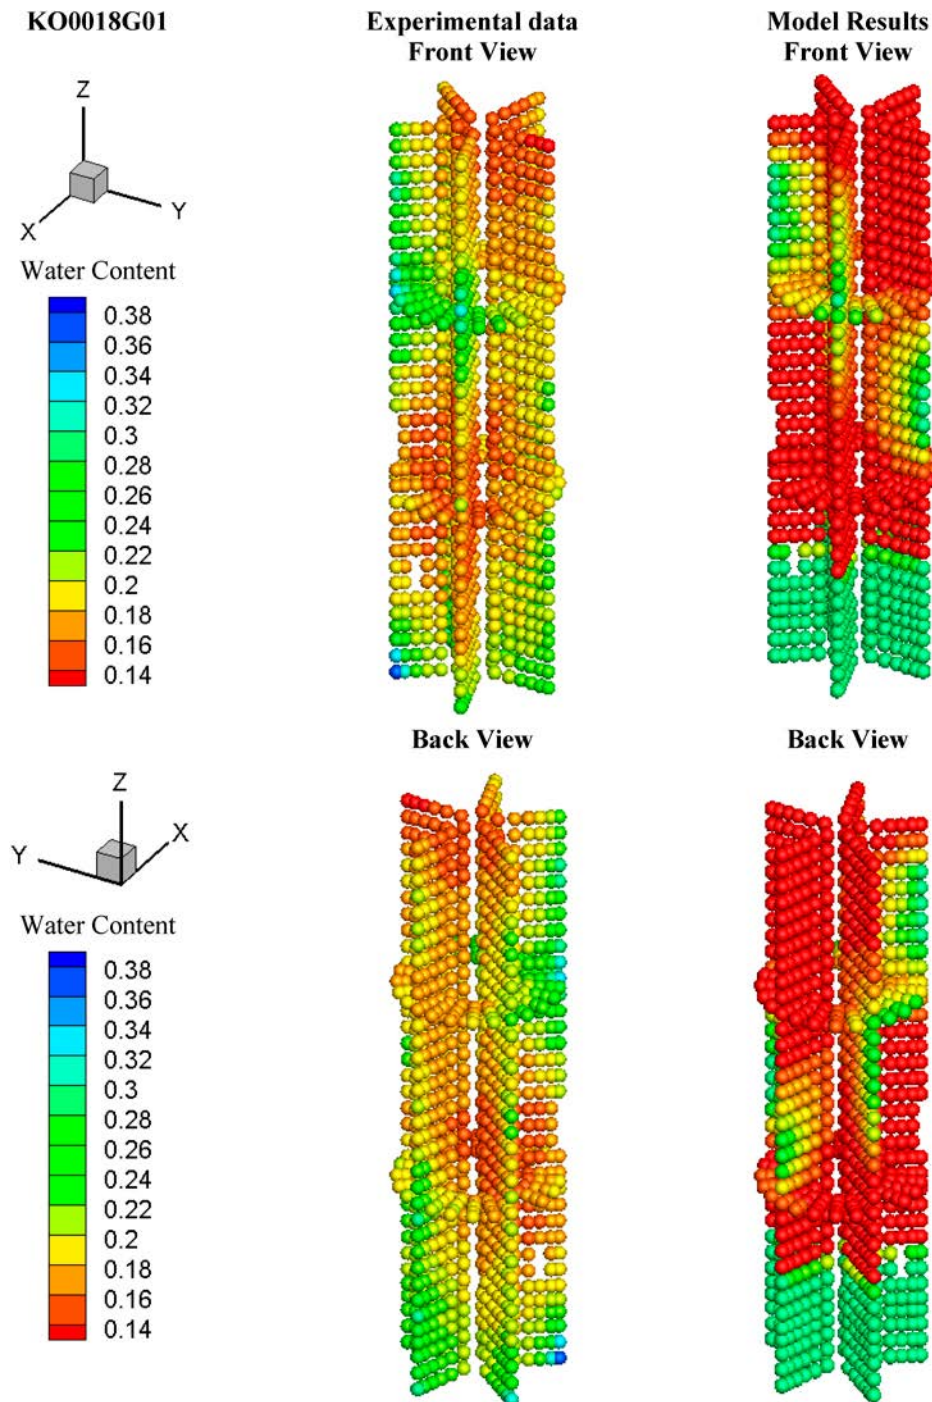 KO0018G01
Experimental data
Front View
Model Results
Front View
Z
X
Y
Water Content
0.38
0.36
0.34
0.32
0.3
0.28
0.26
0.24
0.22
0.2
0.18
0.16
0.14
Back View
Back View
Z
X
Y
Water Content
0.38
0.36
0.34
0.32
0.3
0.28
0.26
0.24
0.22
0.2
0.18
0.16
0.14